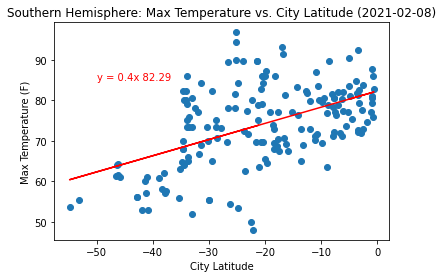 Southern Hemisphere: Max Temperature vs. City Latitude (2021-02-08)
90
80
70
60
50
y = 0.4x 82.29
Max Temperature (F)
−50
−40
−30
−20
−10
0
City Latitude